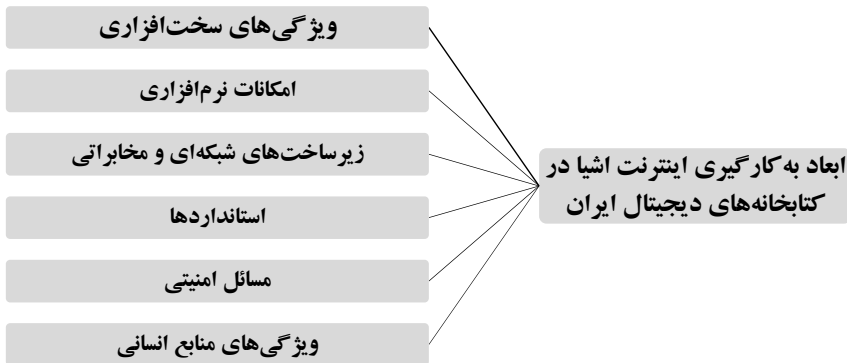 ویژگی‌های سخت‌افزاری
امکانات نرم‌افزاری
زیرساخت‌های شبکه‌ای و مخابراتی
استانداردها
مسائل امنیتی
ویژگی‌های منابع انسانی
ابعاد به‌کارگیری اینترنت اشیا در
کتابخانه‌های دیجیتال ایران